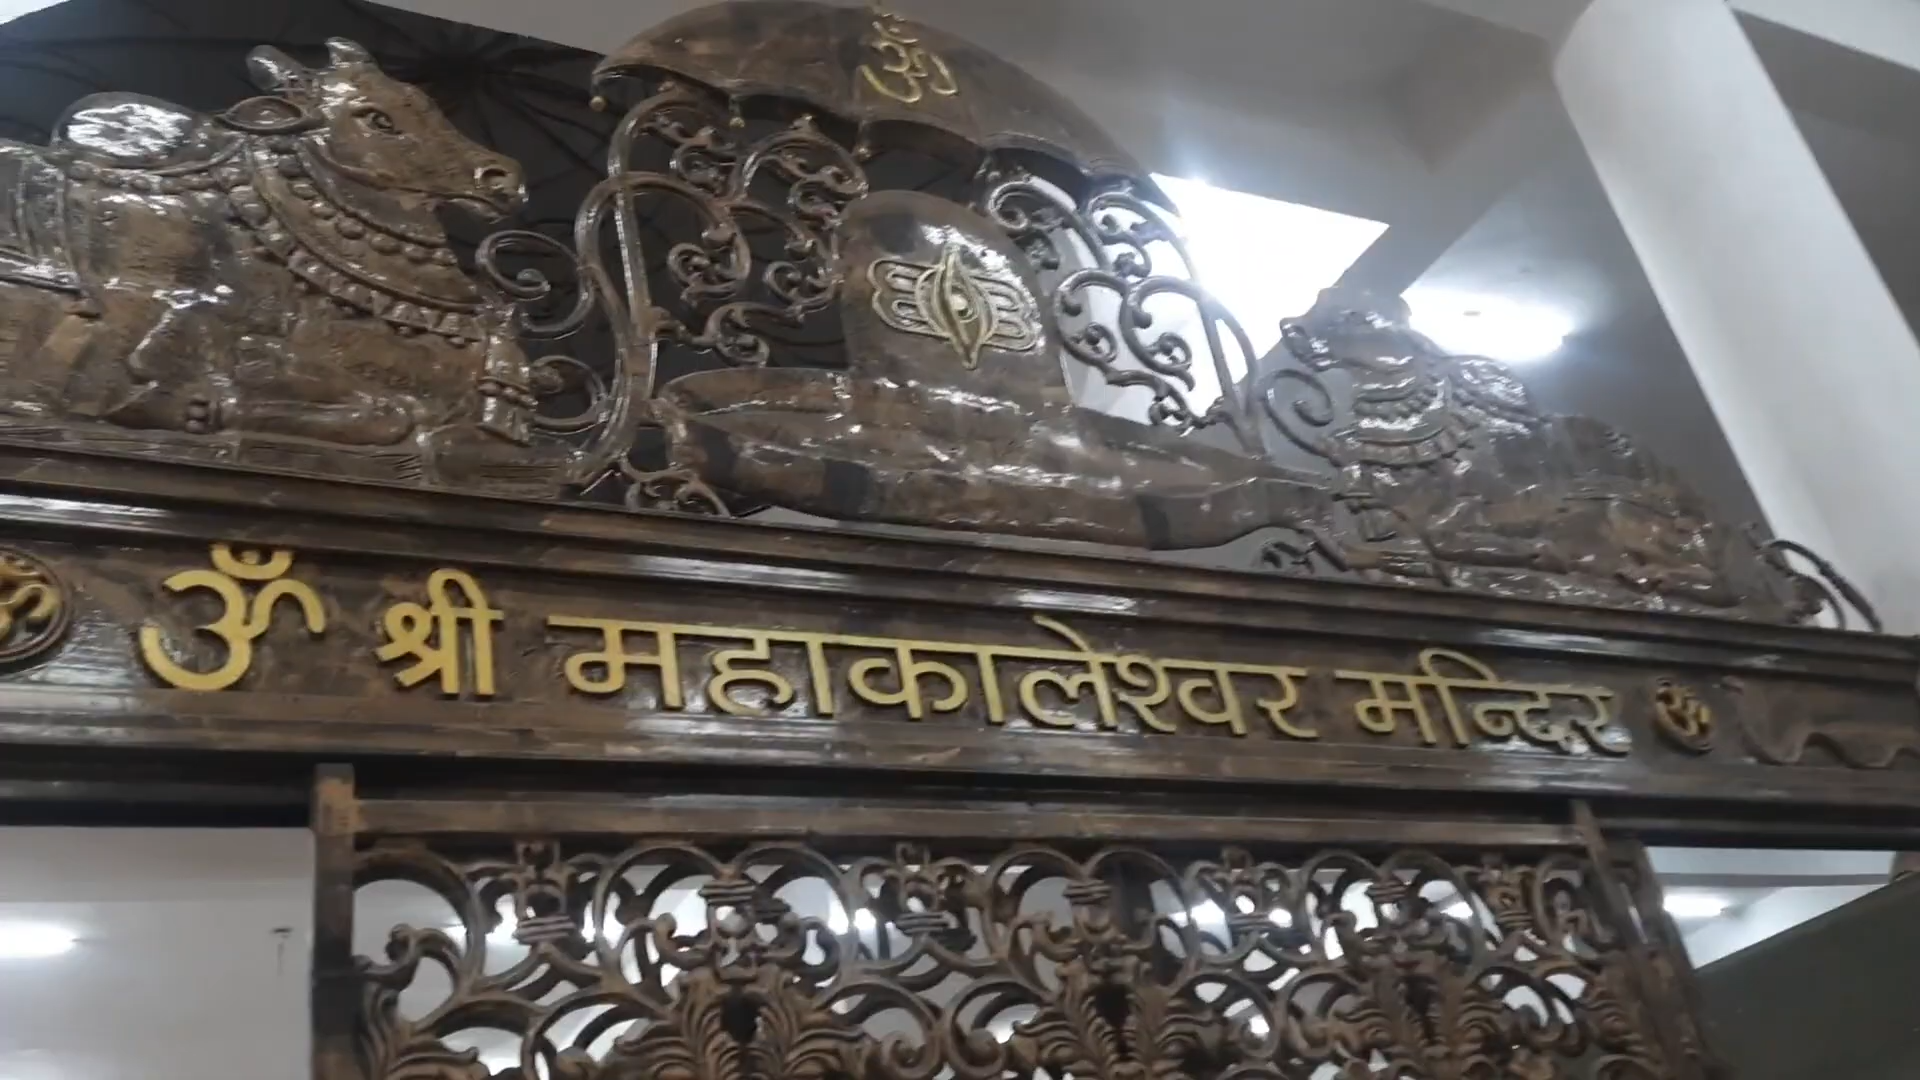 ॐ
ॐ श्री महाकालेश्वर मन्दिर ॐ